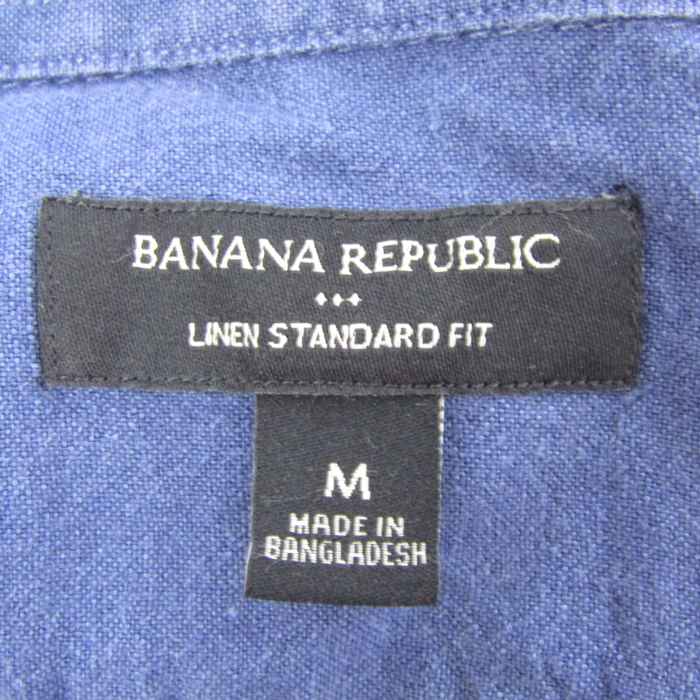 BANANA REPUBLIC
LINEN STANDARD FIT
M
MADE IN
BANGLADESH